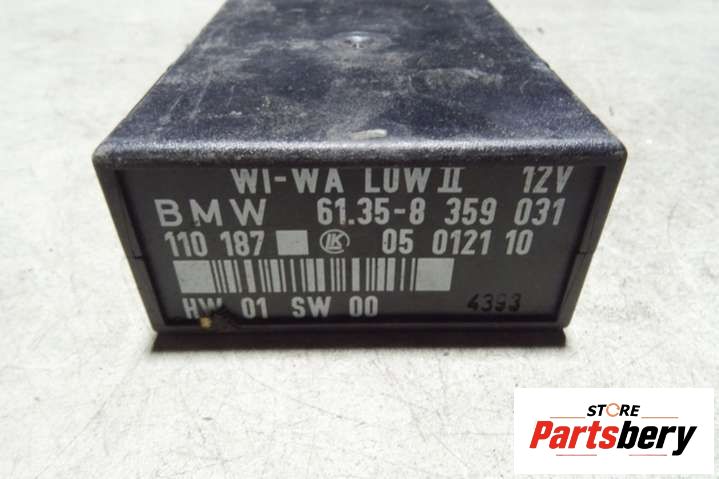 WI-WA LOW II 12V
BMW 61.35-8 359 031
110 187 LK 05 0121 10
HW 01 SW 00 4393
STORE
Partsbery